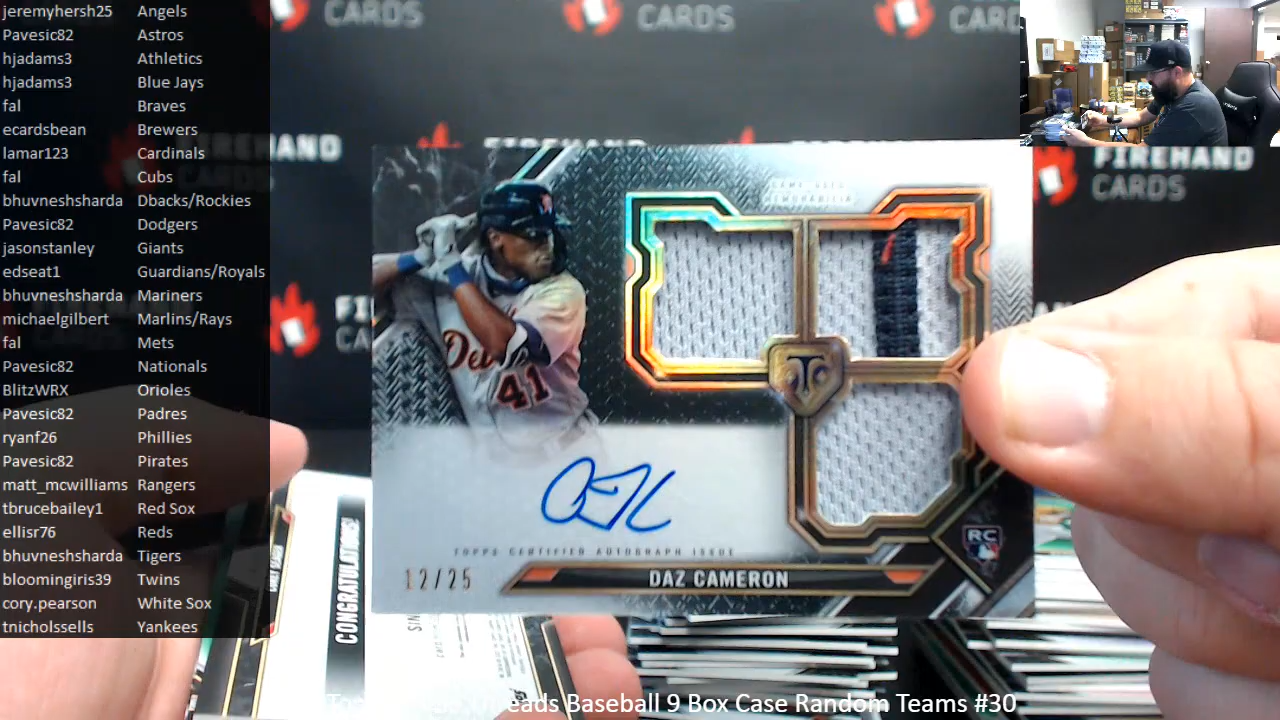 jeremyhersh25 Angels
Pavesic82 Astros
hjadams3 Athletics
hjadams3 Blue Jays
fal Braves
ecardsbean Brewers
lamar123 Cardinals
fal Cubs
bhuvneshsharda Dbacks/Rockies
Pavesic82 Dodgers
jasonstanley Giants
edseat1 Guardians/Royals
bhuvneshsharda Mariners
michaelgilbert Marlins/Rays
fal Mets
Pavesic82 Nationals
BlitzWRX Orioles
Pavesic82 Padres
ryanf26 Phillies
Pavesic82 Pirates
matt_mcwilliams Rangers
tbrucebailey1 Red Sox
ellisr76 Reds
bhuvneshsharda Tigers
bloomingiris39 Twins
cory.pearson White Sox
tnicholssells Yankees
CARDS
CARDS
FIREHAND
CARDS
GAME-USED
MEMORABILIA
41
TOPPS CERTIFIED AUTOGRAPH ISSUE
12/25
DAZ CAMERON
RC
CONGRATULATIONS!
Baseball 9 Box Case Random Teams #30